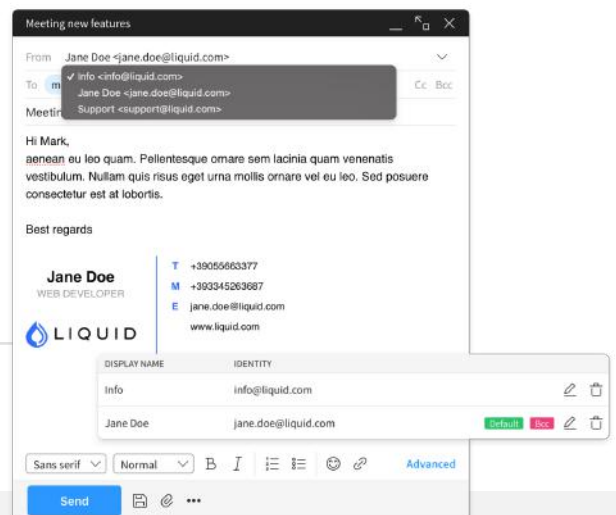 Meeting new features
From Jane Doe <jane.doe@liquid.com>
✓ Info <info@liquid.com>
Jane Doe <jane.doe@liquid.com>
Support <support@liquid.com>
To m Cc Bcc
Meetin
Hi Mark,
aenean eu leo quam. Pellentesque ornare sem lacinia quam venenatis
vestibulum. Nullam quis risus eget urna mollis ornare vel eu leo. Sed posuere
consectetur est at lobortis.
Best regards
Jane Doe
WEB DEVELOPER
LIQUID
T +39055663377
M +393345263687
E jane.doe@liquid.com
www.liquid.com
DISPLAY NAME IDENTITY
Info info@liquid.com
Jane Doe jane.doe@liquid.com Default Bcc
Sans serif Normal B I Advanced
Send